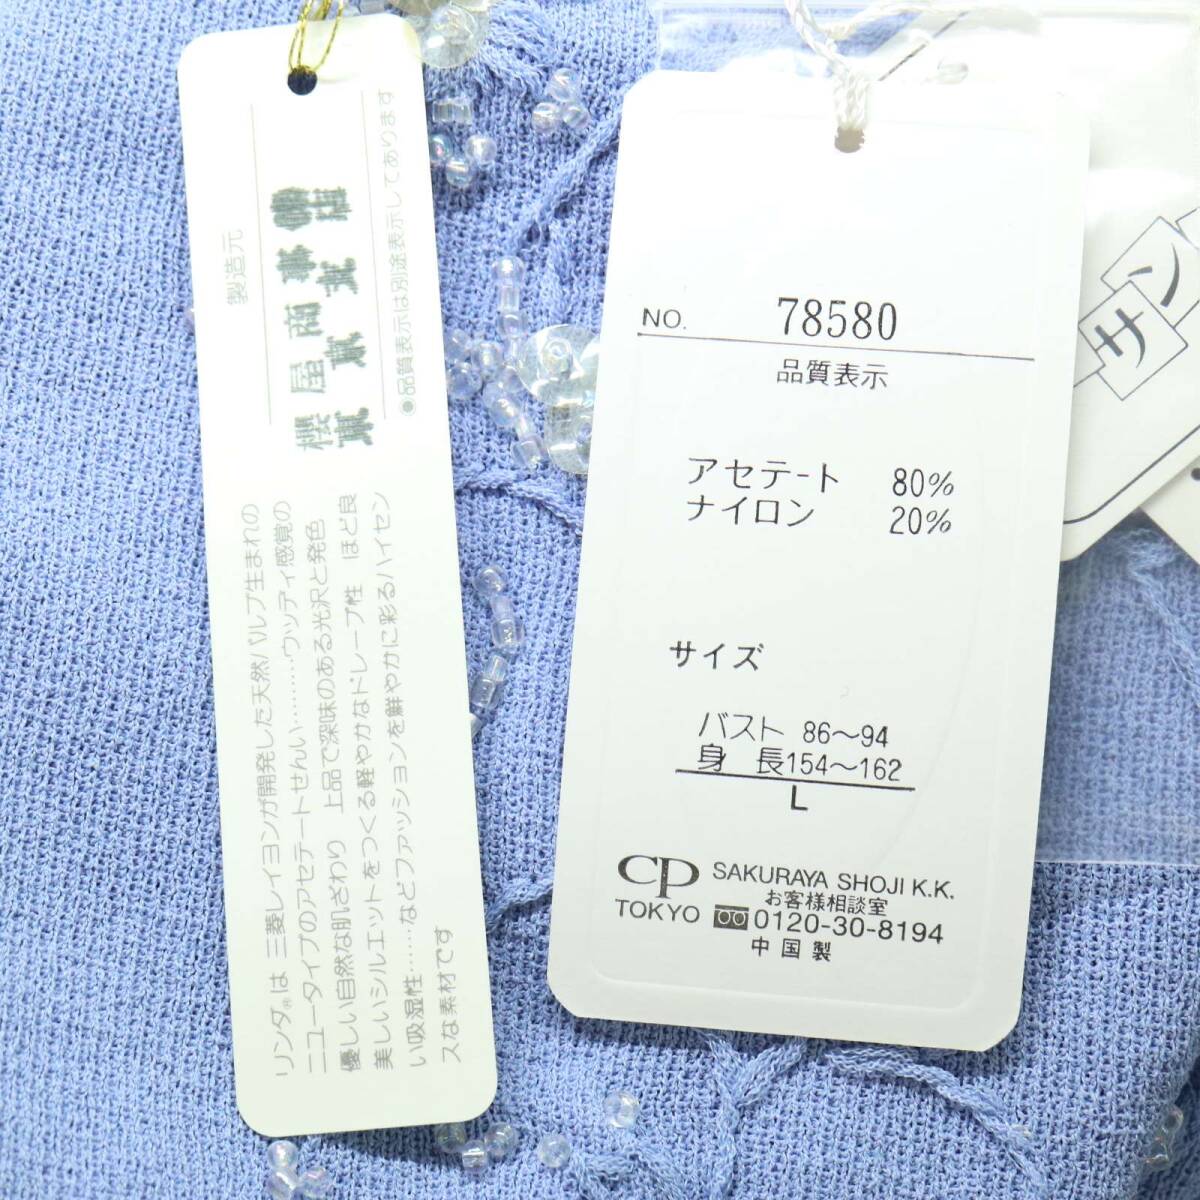 リンダ®は 三菱レイヨンが開発した天然パルプ生まれの
ニュータイプのアセテートせんい………ウッディ感覚の
優しい自然な肌ざわり 上品で深味のある光沢と発色
美しいシルエットをつくる軽やかなドレープ性 ほど良
い吸湿性……などファッションを鮮やかに彩るハイセン
スな素材です
製造元
櫻屋商事
●品質表示は別途表示してあります
NO. 78580
品質表示
アセテート 80%
ナイロン 20%
サイズ
バスト 86～94
身長154～162
L
CP SAKURAYA SHOJI K.K.
お客様相談室
TOKYO 0120-30-8194
中国製
サン